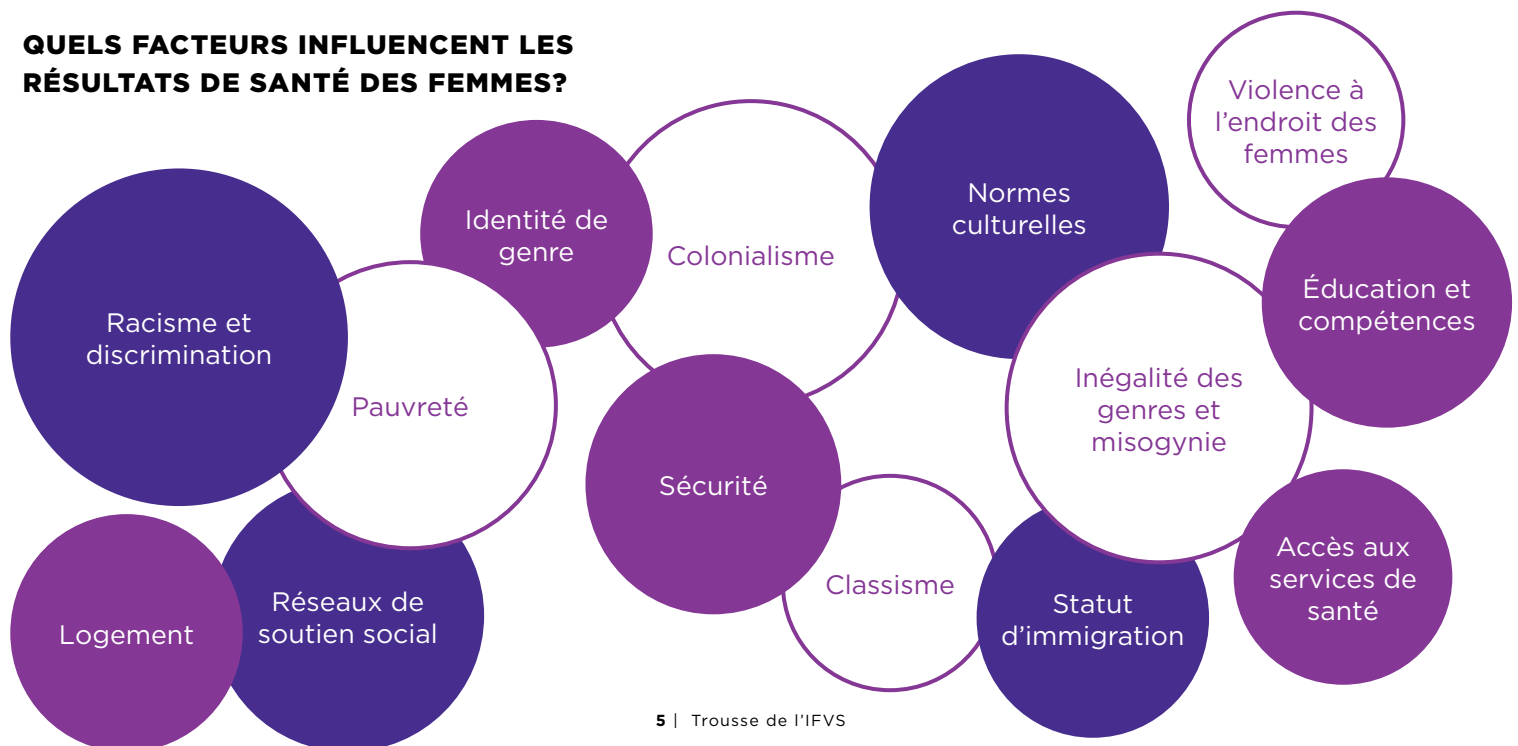 QUELS FACTEURS INFLUENCENT LES
RÉSULTATS DE SANTÉ DES FEMMES?
Racisme et
discrimination
Pauvreté
Identité de
genre
Colonialisme
Normes
culturelles
Violence à
l'endroit des
femmes
Éducation et
compétences
Inégalité des
genres et
misogynie
Sécurité
Classisme
Statut
d'immigration
Accès aux
services de
santé
Logement
Réseaux de
soutien social
5 | Trousse de l'IFVS